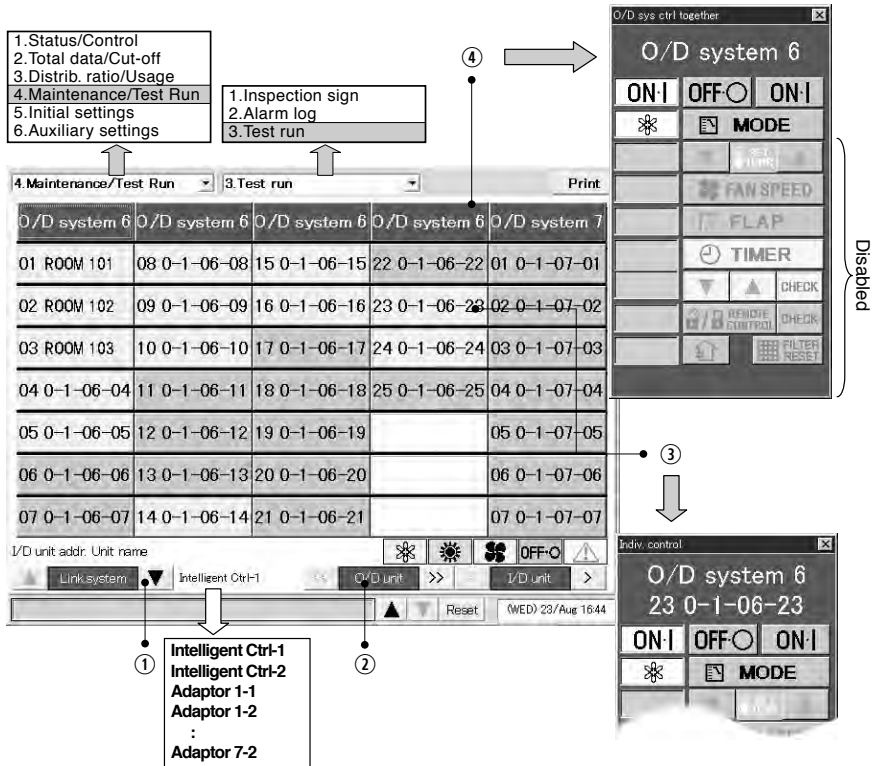 1.Status/Control
2.Total data/Cut-off
3.Distrib. ratio/Usage
4.Maintenance/Test Run
5.Initial settings
6.Auxiliary settings
1.Inspection sign
2.Alarm log
3.Test run
④
4.Maintenance/Test Run 3.Test run Print
O/D system 6 O/D system 6 O/D system 6 O/D system 6 O/D system 7
01 ROOM 101 08 0-1-06-08 15 0-1-06-15 22 0-1-06-22 01 0-1-07-01
02 ROOM 102 09 0-1-06-09 16 0-1-06-16 23 0-1-06-23 02 0-1-07-02
03 ROOM 103 10 0-1-06-10 17 0-1-06-17 24 0-1-06-24 03 0-1-07-03
04 0-1-06-04 11 0-1-06-11 18 0-1-06-18 25 0-1-06-25 04 0-1-07-04
05 0-1-06-05 12 0-1-06-12 19 0-1-06-19 05 0-1-07-05
06 0-1-06-06 13 0-1-06-13 20 0-1-06-20 06 0-1-07-06
07 0-1-06-07 14 0-1-06-14 21 0-1-06-21 07 0-1-07-07
I/D unit addr. Unit name OFF·○
Link system Intelligent Ctrl-1 << O/D unit >> I/D unit >
Reset (WED) 23/Aug 16:44
①
②
③
Intelligent Ctrl-1
Intelligent Ctrl-2
Adaptor 1-1
Adaptor 1-2
:
Adaptor 7-2
O/D sys ctrl together
O/D system 6
ON·I OFF·○ ON·I
MODE
FAN SPEED
FLAP
TIMER
CHECK
REMOTE CONTROL CHECK
FILTER RESET
Disabled
Indiv. control
O/D system 6
23 0-1-06-23
ON·I OFF·○ ON·I
MODE